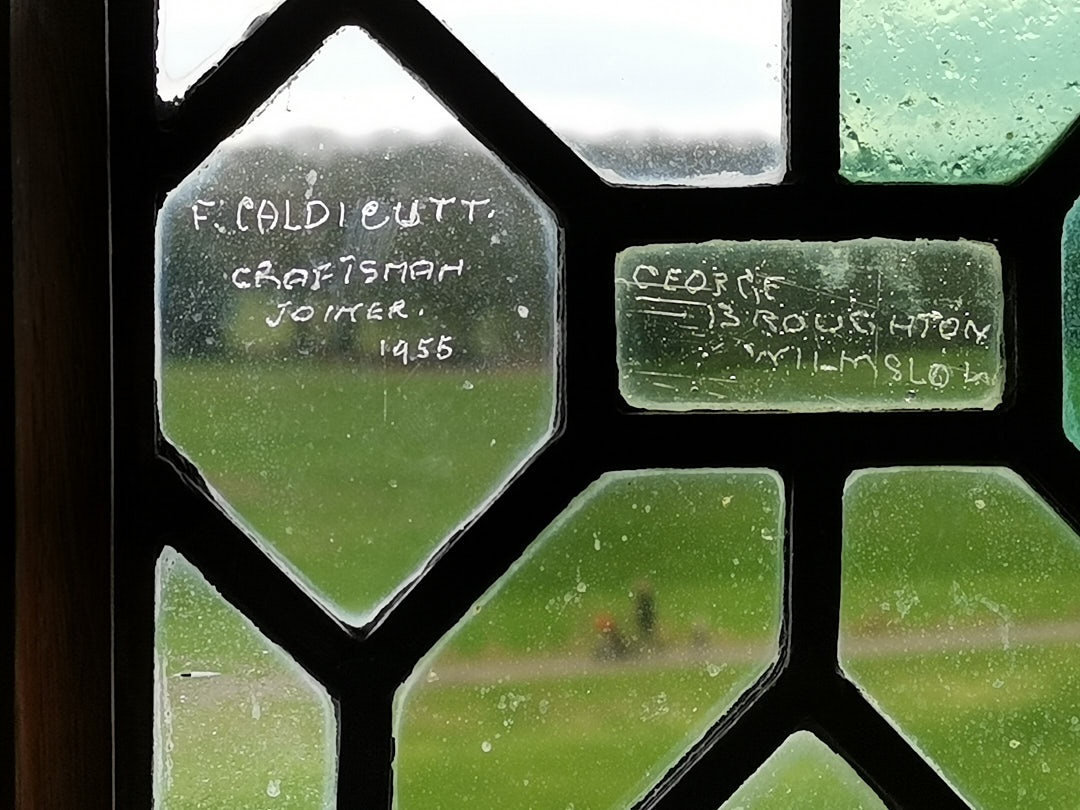 F. CALDICUTT.
CRAFTSMAN
JOINER.
1955
GEORGE
BROUGHTON
WILMSLOW